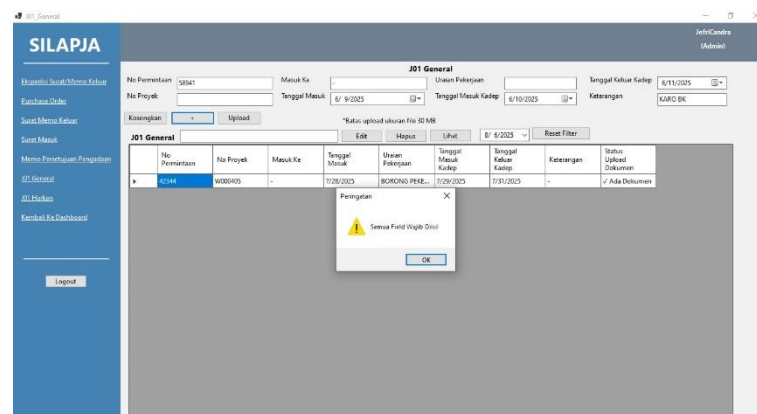 J01_General
SILAPJA
JefriCandra
(Admin)
J01 General
Ekspedisi Surat/Memo Keluar
Purchase Order
Surat Memo Keluar
Surat Masuk
Memo Persetujuan Pengadaan
J01 General
J01 Harkan
Kembali Ke Dashboard
Logout
No Permintaan 58941 Masuk Ke - Uraian Pekerjaan Tanggal Keluar Kadep 6/11/2025
No Proyek Tanggal Masuk 6/ 9/2025 Tanggal Masuk Kadep 6/10/2025 Keterangan KARO BK
Kosongkan + Upload *Batas upload ukuran file 30 MB
J01 General Edit Hapus Lihat 8/ 6/2025 Reset Filter
No Permintaan No Proyek Masuk Ke Tanggal Masuk Uraian Pekerjaan Tanggal Masuk Kadep Tanggal Keluar Kadep Keterangan Status Upload Dokumen
42344 W000405 - 7/28/2025 BORONG PEKE... 7/29/2025 7/31/2025 - ✓ Ada Dokumen
Peringatan
Semua Field Wajib Diisi!
OK